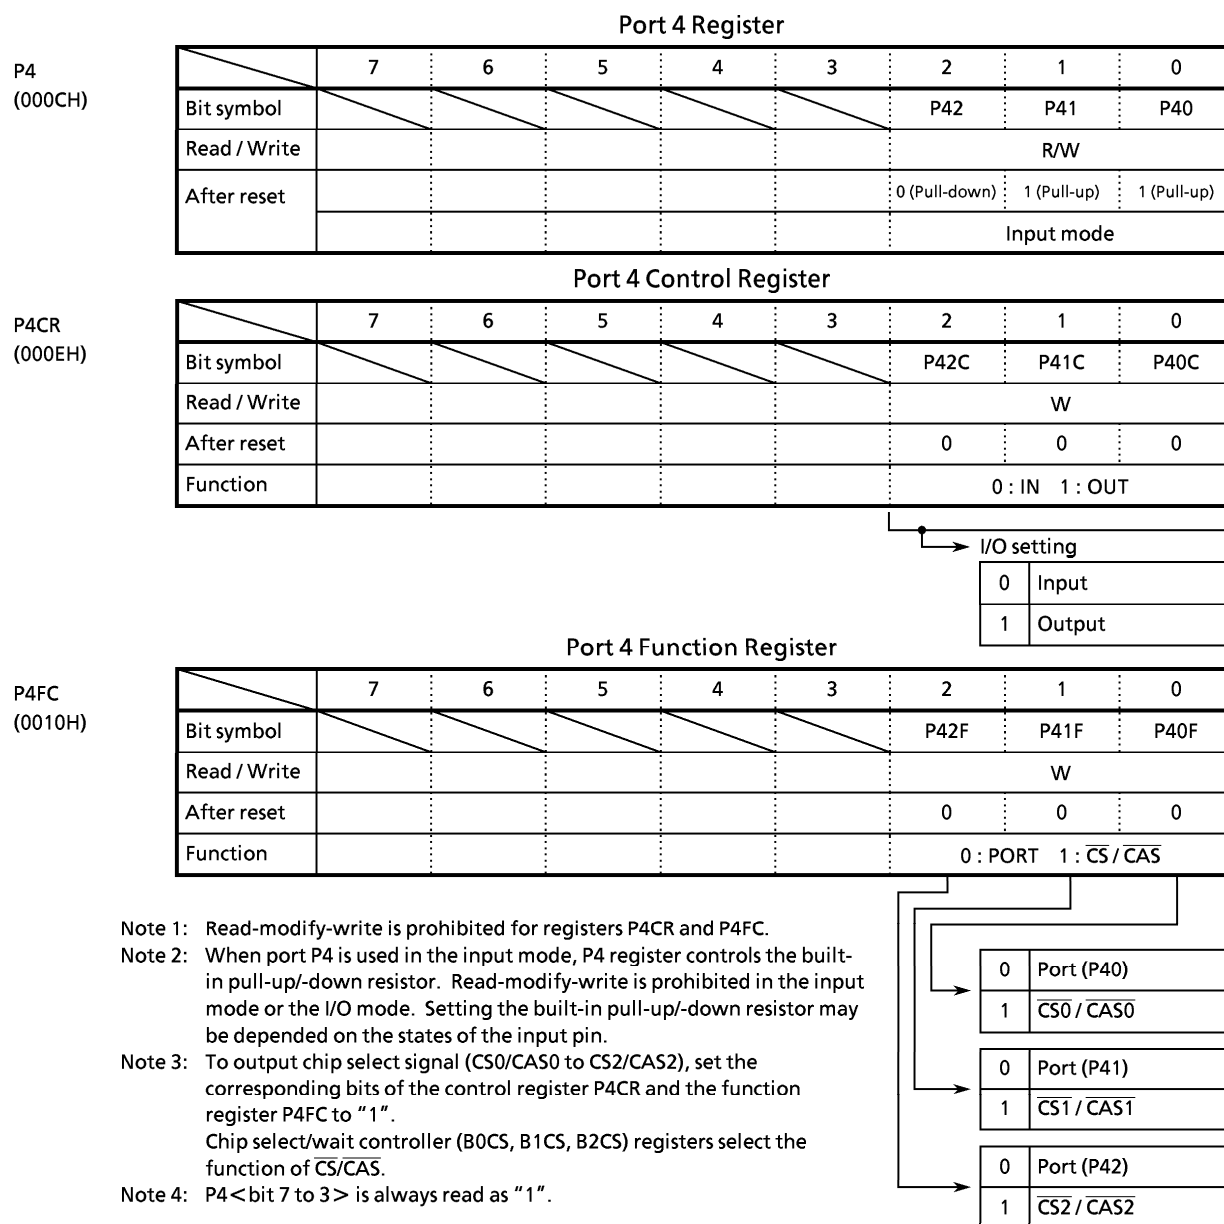 Port 4 Register
P4
(000CH)
7 6 5 4 3 2 1 0
Bit symbol P42 P41 P40
Read / Write R/W
After reset 0 (Pull-down) 1 (Pull-up) 1 (Pull-up)
Input mode
Port 4 Control Register
P4CR
(000EH)
7 6 5 4 3 2 1 0
Bit symbol P42C P41C P40C
Read / Write W
After reset 0 0 0
Function 0 : IN 1 : OUT
I/O setting
0 Input
1 Output
Port 4 Function Register
P4FC
(0010H)
7 6 5 4 3 2 1 0
Bit symbol P42F P41F P40F
Read / Write W
After reset 0 0 0
Function 0 : PORT 1 : C̅S̅ / C̅A̅S̅
Note 1: Read-modify-write is prohibited for registers P4CR and P4FC.
Note 2: When port P4 is used in the input mode, P4 register controls the built-
in pull-up/-down resistor. Read-modify-write is prohibited in the input
mode or the I/O mode. Setting the built-in pull-up/-down resistor may
be depended on the states of the input pin.
Note 3: To output chip select signal (CS0/CAS0 to CS2/CAS2), set the
corresponding bits of the control register P4CR and the function
register P4FC to “1”.
Chip select/wait controller (B0CS, B1CS, B2CS) registers select the
function of C̅S̅/C̅A̅S̅.
Note 4: P4<bit 7 to 3> is always read as “1”.
0 Port (P40)
1 C̅S̅0̅ / C̅A̅S̅0̅
0 Port (P41)
1 C̅S̅1̅ / C̅A̅S̅1̅
0 Port (P42)
1 C̅S̅2̅ / C̅A̅S̅2̅